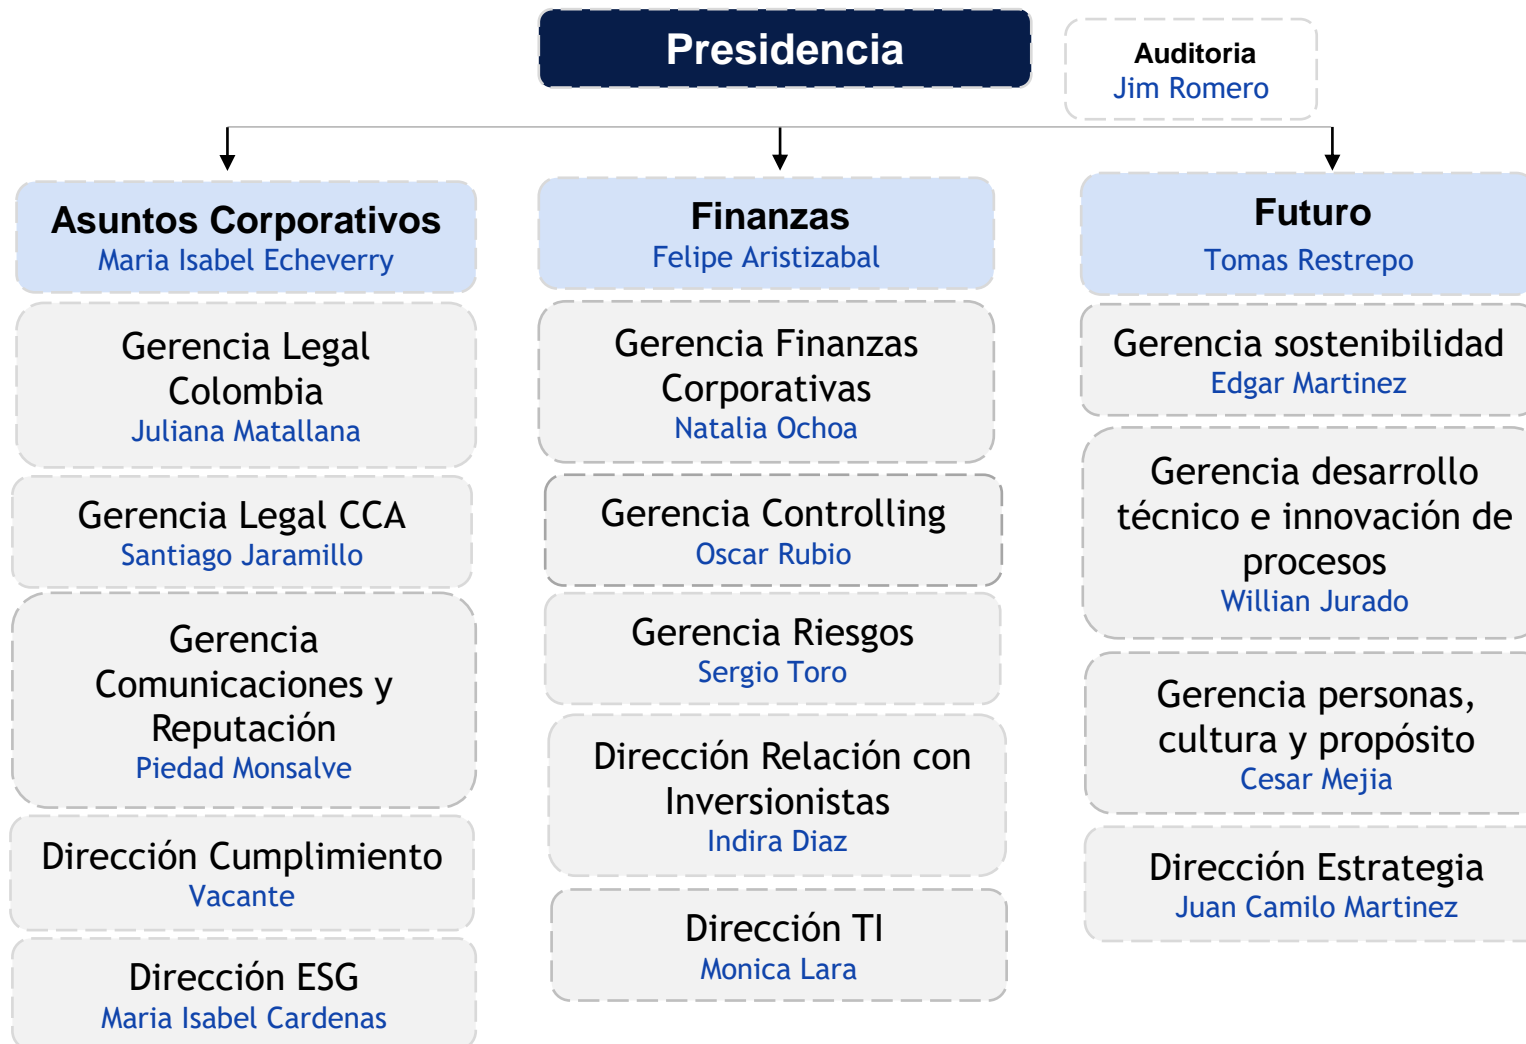 Presidencia
Auditoria
Jim Romero
Asuntos Corporativos
Maria Isabel Echeverry
Gerencia Legal
Colombia
Juliana Matallana
Gerencia Legal CCA
Santiago Jaramillo
Gerencia
Comunicaciones y
Reputación
Piedad Monsalve
Dirección Cumplimiento
Vacante
Dirección ESG
Maria Isabel Cardenas
Finanzas
Felipe Aristizabal
Gerencia Finanzas
Corporativas
Natalia Ochoa
Gerencia Controlling
Oscar Rubio
Gerencia Riesgos
Sergio Toro
Dirección Relación con
Inversionistas
Indira Diaz
Dirección TI
Monica Lara
Futuro
Tomas Restrepo
Gerencia sostenibilidad
Edgar Martinez
Gerencia desarrollo
técnico e innovación de
procesos
Willian Jurado
Gerencia personas,
cultura y propósito
Cesar Mejia
Dirección Estrategia
Juan Camilo Martinez